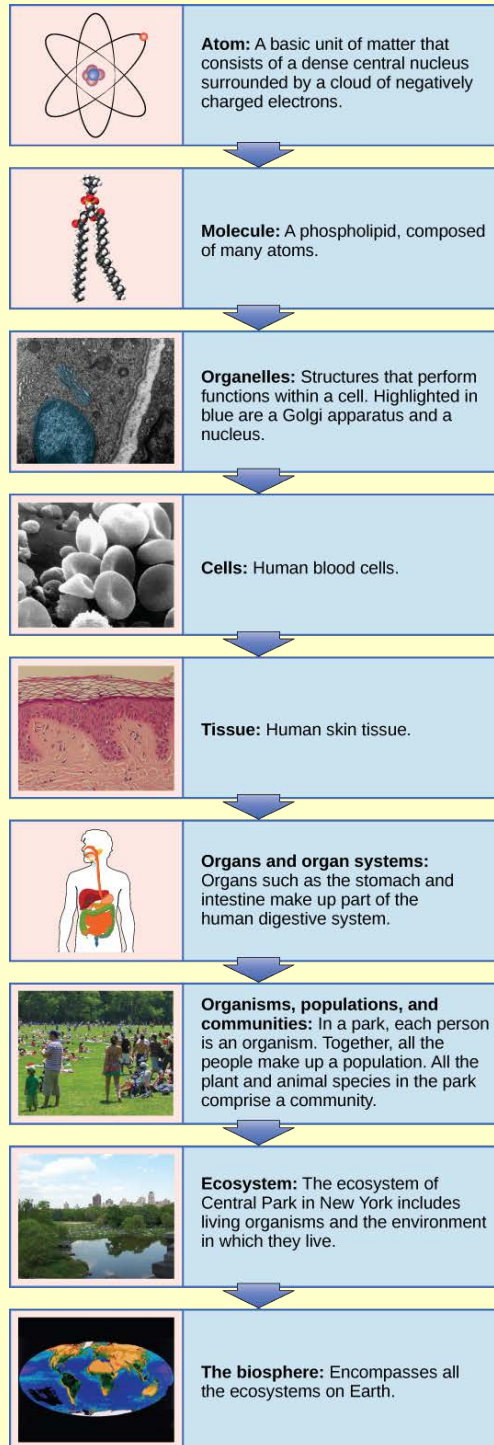 Atom: A basic unit of matter that
consists of a dense central nucleus
surrounded by a cloud of negatively
charged electrons.
Molecule: A phospholipid, composed
of many atoms.
Organelles: Structures that perform
functions within a cell. Highlighted in
blue are a Golgi apparatus and a
nucleus.
Cells: Human blood cells.
Tissue: Human skin tissue.
Organs and organ systems:
Organs such as the stomach and
intestine make up part of the
human digestive system.
Organisms, populations, and
communities: In a park, each person
is an organism. Together, all the
people make up a population. All the
plant and animal species in the park
comprise a community.
Ecosystem: The ecosystem of
Central Park in New York includes
living organisms and the environment
in which they live.
The biosphere: Encompasses all
the ecosystems on Earth.